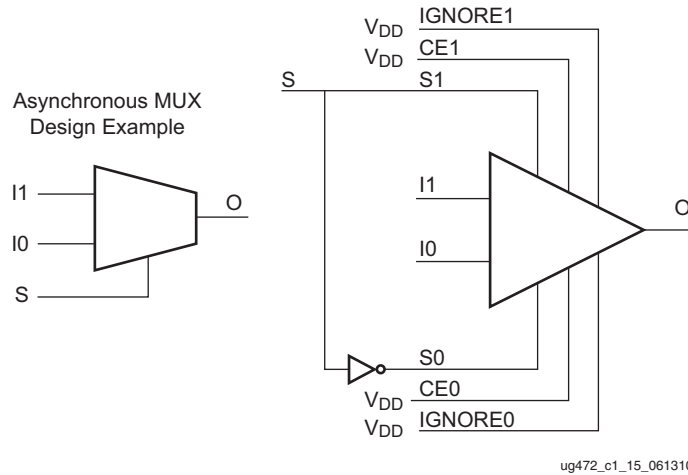 Asynchronous MUX
Design Example
I1
I0
S
O
VDD IGNORE1
VDD CE1
S S1
I1
I0
O
S0
VDD CE0
VDD IGNORE0
ug472_c1_15_061310